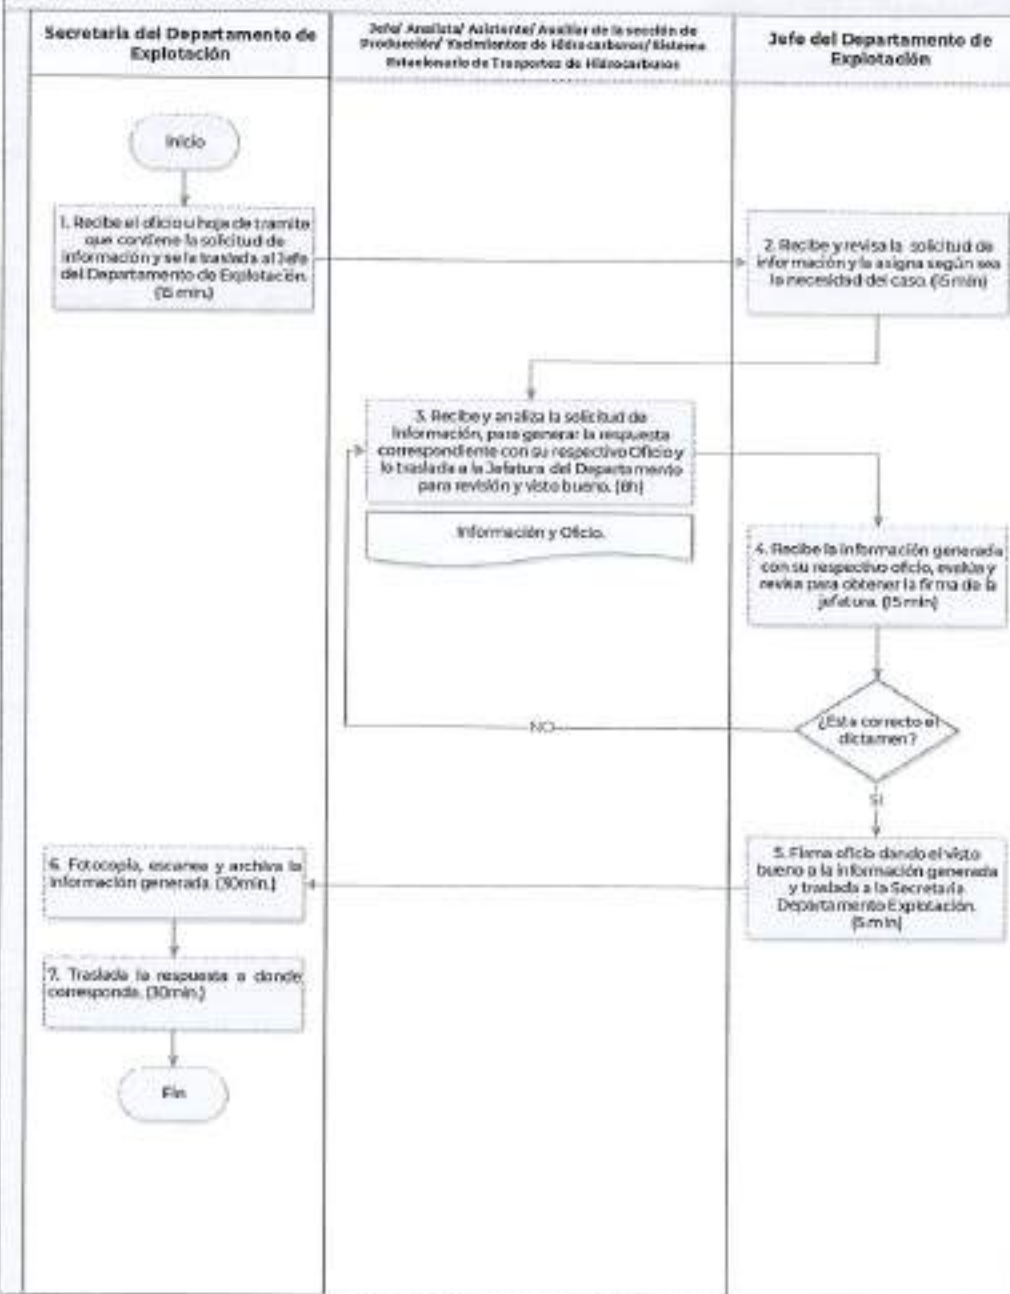 Secretaria del Departamento de
Explotación
Jefe/ Analista/ Asistente/ Auxiliar de la sección de
Producción/ Yacimientos de Hidrocarburos/ Sistema
Estacionario de Trasportes de Hidrocarburos
Jefe del Departamento de
Explotación
Inicio
1. Recibe el oficio u hoja de tramite
que contiene la solicitud de
información y se la traslada al Jefe
del Departamento de Explotación.
(15 min.)
2. Recibe y revisa la solicitud de
información y la asigna según sea
la necesidad del caso. (15 min)
3. Recibe y analiza la solicitud de
información, para generar la respuesta
correspondiente con su respectivo Oficio y
lo traslada a la Jefatura del Departamento
para revisión y visto bueno. (8h)
Información y Oficio.
4. Recibe la información generada
con su respectivo oficio, evalúa y
revisa para obtener la firma de la
jefatura. (15 min)
¿Esta correcto el
dictamen?
NO
SI
5. Firma oficio dando el visto
bueno a la información generada
y traslada a la Secretaria
Departamento Explotación.
(5 min)
6. Fotocopia, escanea y archiva la
información generada. (30min.)
7. Traslada la respuesta a donde
corresponda. (30min.)
Fin